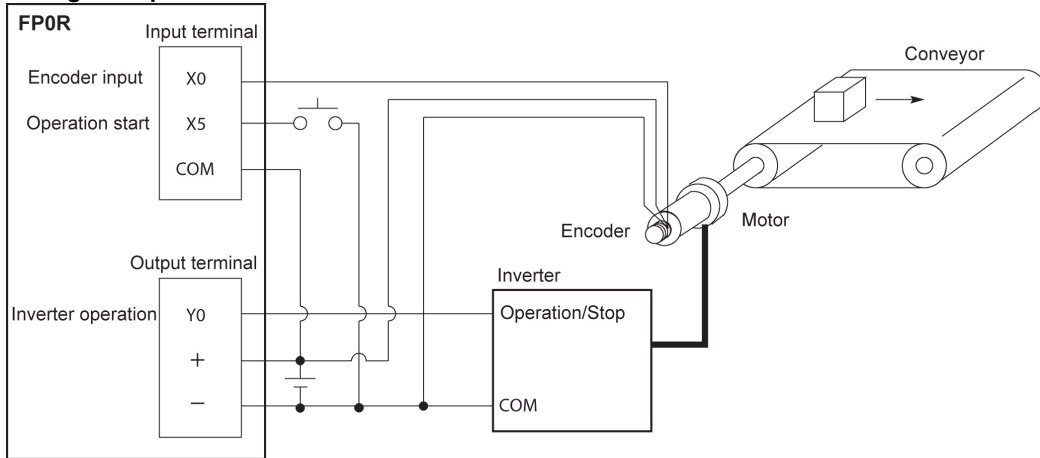 FP0R
Input terminal
Encoder input
X0
Operation start
X5
COM
Conveyor
Encoder
Motor
Output terminal
Inverter
Inverter operation
Y0
Operation/Stop
+
−
COM